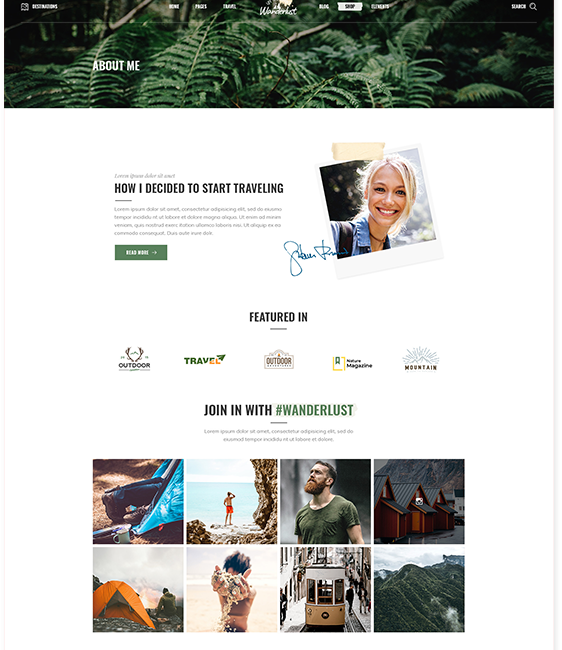 DESTINATIONS
HOME
PAGES
TRAVEL
Wanderlust
BLOG
SHOP
ELEMENTS
SEARCH
ABOUT ME
Lorem ipsum dolor sit amet
HOW I DECIDED TO START TRAVELING
Lorem ipsum dolor sit amet, consectetur adipisicing elit, sed do eiusmo
tempor incididu nt ut labore et dolore magna aliqua. Ut enim ad minim
veniam, quis nostrud exerc itation ullamco laboris nisi. Ut aliquip ex ea
commodo consequat. Duis aute irure dolr.
READ MORE
FEATURED IN
OUTDOOR
TRAVEL
OUTDOOR
ADVENTURES
Nature
Magazine
MOUNTAIN
JOIN IN WITH #WANDERLUST
Lorem ipsum dolor sit amet, consectetur adipisicing elit, sed do
eiusmod tempor incididu nt ut labore et dolore.